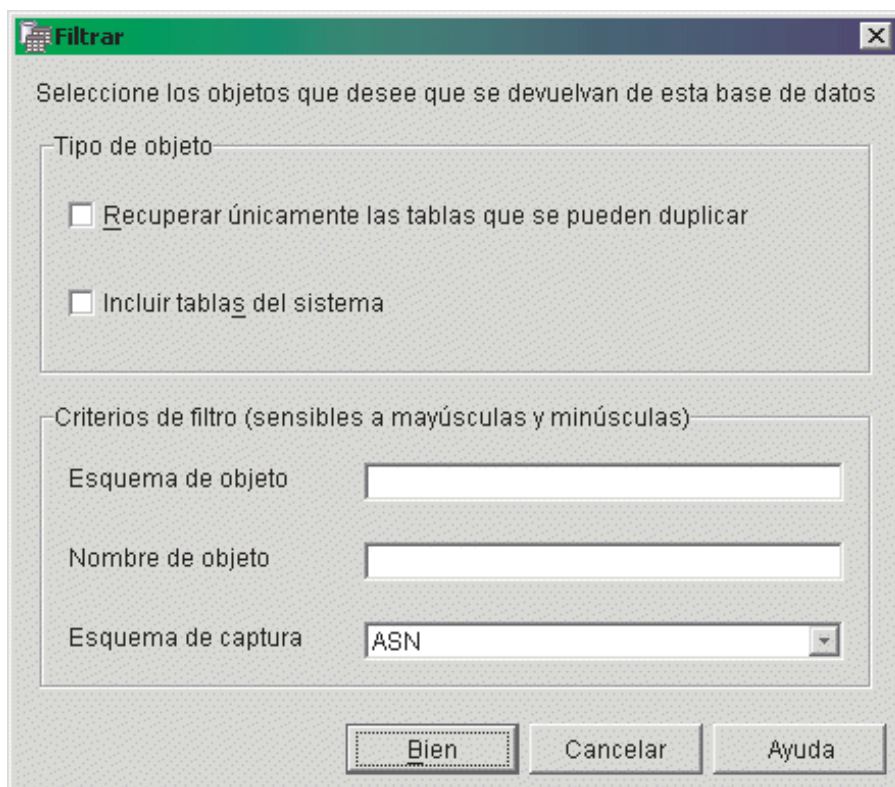 Filtrar
Seleccione los objetos que desee que se devuelvan de esta base de datos
Tipo de objeto
Recuperar únicamente las tablas que se pueden duplicar
Incluir tablas del sistema
Criterios de filtro (sensibles a mayúsculas y minúsculas)
Esquema de objeto
Nombre de objeto
Esquema de captura ASN
Bien Cancelar Ayuda